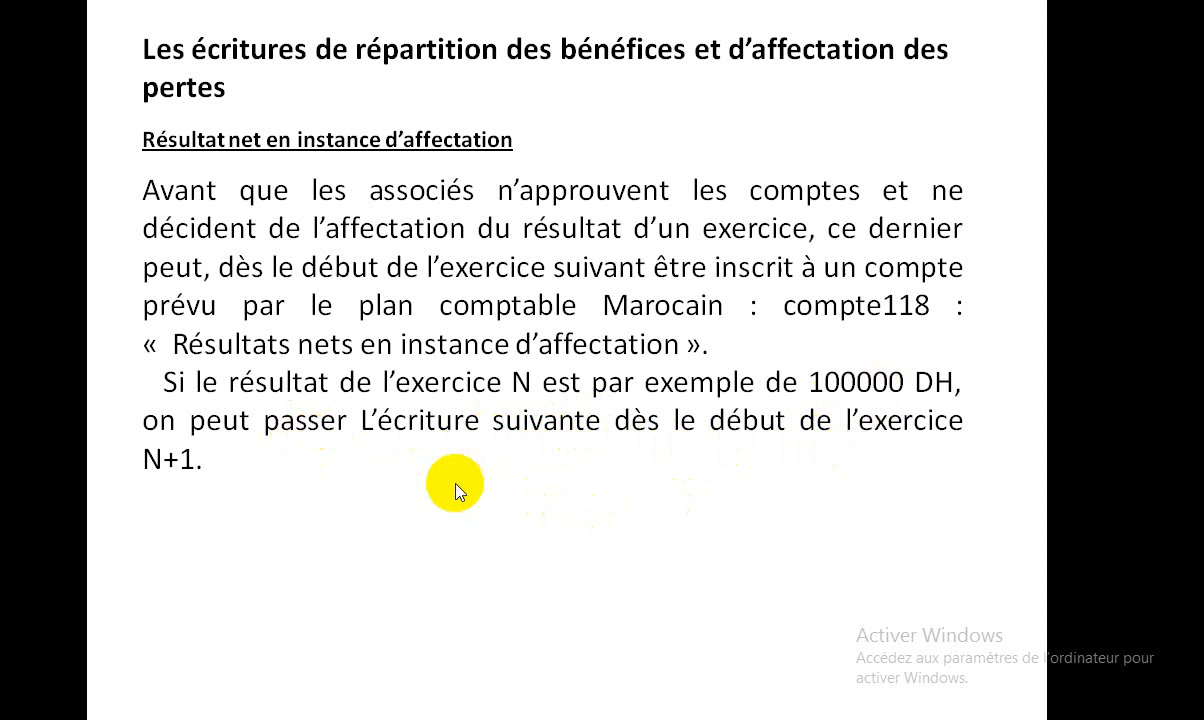 Les écritures de répartition des bénéfices et d’affectation des
pertes
Résultat net en instance d’affectation
Avant que les associés n’approuvent les comptes et ne
décident de l’affectation du résultat d’un exercice, ce dernier
peut, dès le début de l’exercice suivant être inscrit à un compte
prévu par le plan comptable Marocain : compte118 :
« Résultats nets en instance d’affectation ».
Si le résultat de l’exercice N est par exemple de 100000 DH,
on peut passer L’écriture suivante dès le début de l’exercice
N+1.
Activer Windows
Accédez aux paramètres de l'ordinateur pour
activer Windows.